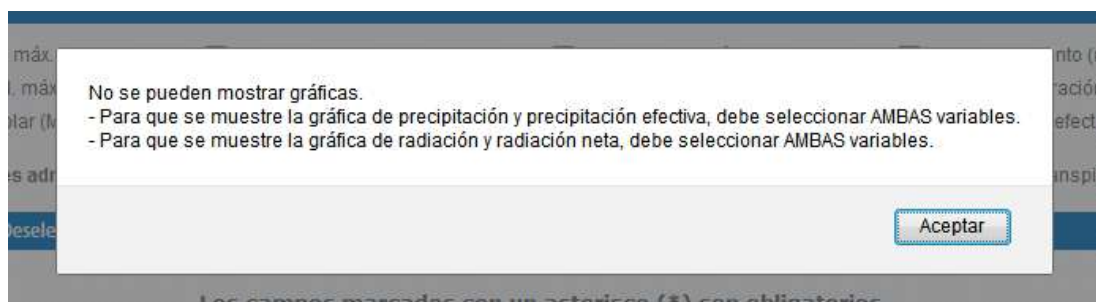 máx.
nto (
No se pueden mostrar gráficas.
- Para que se muestre la gráfica de precipitación y precipitación efectiva, debe seleccionar AMBAS variables.
- Para que se muestre la gráfica de radiación y radiación neta, debe seleccionar AMBAS variables.
Aceptar
Los campos marcados con un asterisco (*) son obligatorios